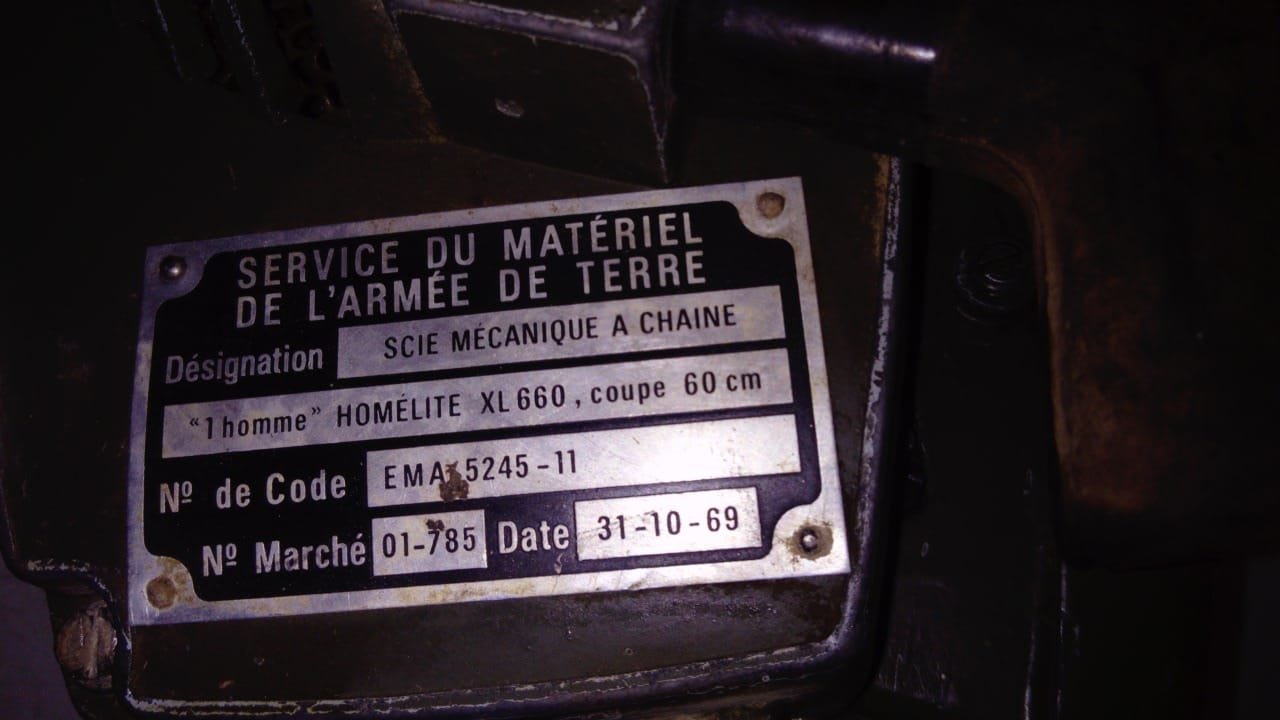 SERVICE DU MATÉRIEL
DE L'ARMÉE DE TERRE
Désignation SCIE MÉCANIQUE A CHAINE
“1 homme” HOMÉLITE XL 660, coupe 60 cm
Nº de Code EMA 5245-11
Nº Marché 01-785 Date 31-10-69